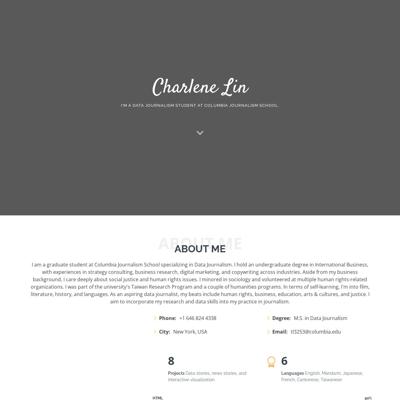 Charlene Lin
I'M A DATA JOURNALISM STUDENT AT COLUMBIA JOURNALISM SCHOOL.
ABOUT ME
ABOUT ME
I am a graduate student at Columbia Journalism School specializing in Data Journalism. I hold an undergraduate degree in International Business,
with experiences in strategy consulting, business research, digital marketing, and copywriting across industries. Aside from my business
background, I care deeply about social justice and human rights issues. I minored in sociology and volunteered at multiple human rights-related
organizations. I was part of the university's Taiwan Research Program and a couple of humanities programs. In terms of self-learning, I'm into film,
literature, history, and languages. As an aspiring data journalist, my beats include human rights, business, education, arts & cultures, and justice. I
aim to incorporate my research and data skills into my practice in journalism.
Phone: +1 646 824 4338 Degree: M.S. in Data Journalism
City: New York, USA Email: tl3253@columbia.edu
8 6
Projects Data stories, news stories, and Languages English, Mandarin, Japanese,
interactive visualization French, Cantonese, Taiwanese
HTML